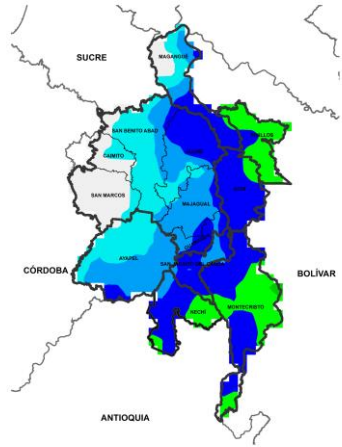 MAGANGUÉ
SUCRE
SAN BENITO ABAD
CAIMITO
SAN MARCOS
MAJAGUAL
AYAPEL
CÓRDOBA
BOLÍVAR
NECHÍ
MONTECRISTO
ANTIOQUIA